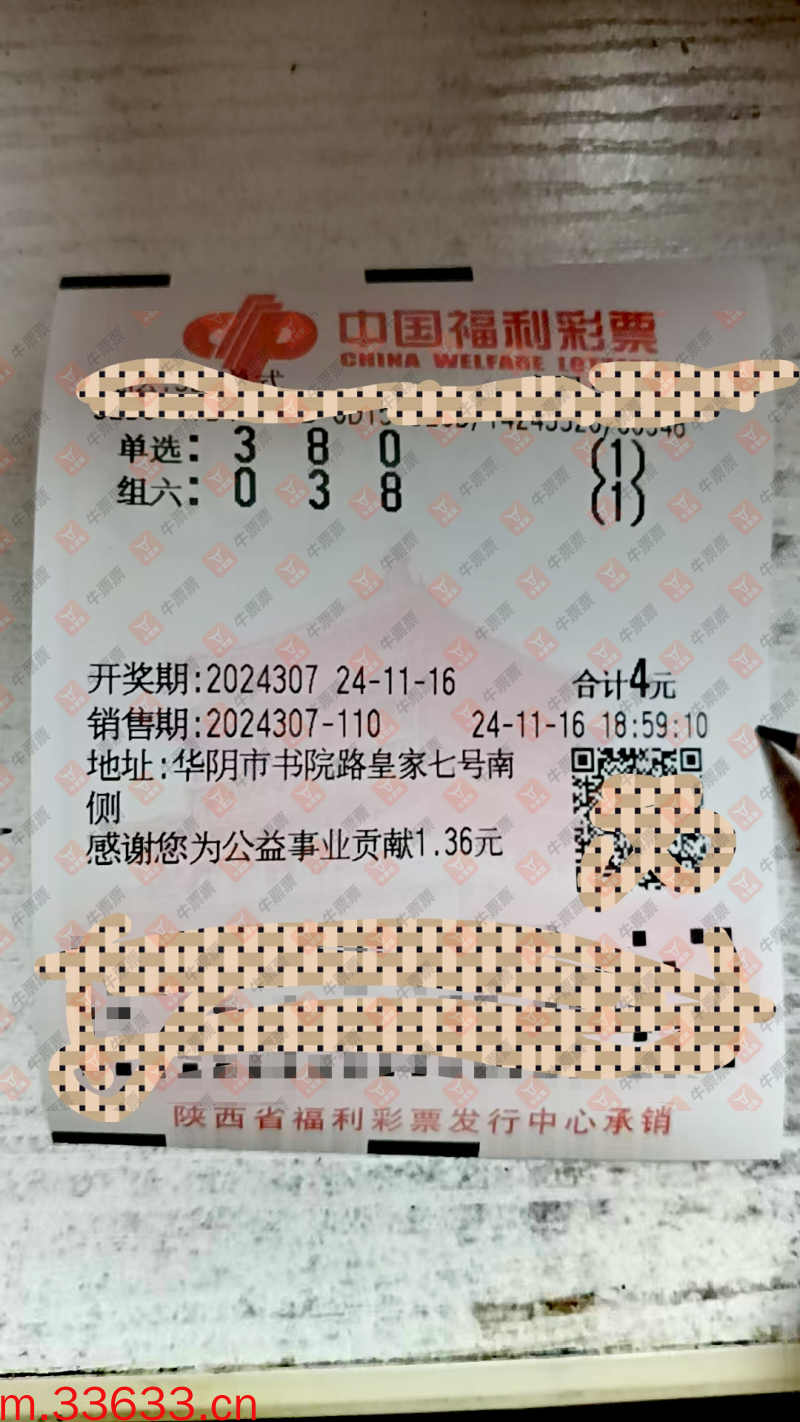 中国福利彩票
CHINA WELFARE
单选: 3 8 0 (1)
组六: 0 3 8 (1)
开奖期:2024307 24-11-16 合计4元
销售期:2024307-110 24-11-16 18:59:10
地址:华阴市书院路皇家七号南
侧
感谢您为公益事业贡献1.36元
陕西省福利彩票发行中心承销
牛票票
m.33633.cn